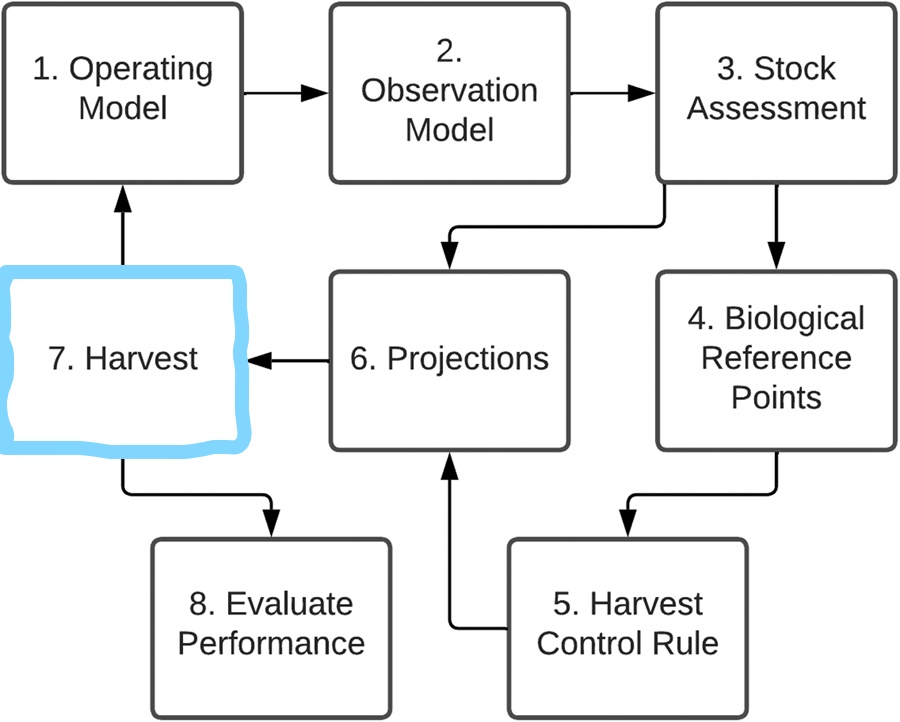 1. Operating
Model
2.
Observation
Model
3. Stock
Assessment
7. Harvest
6. Projections
4. Biological
Reference
Points
8. Evaluate
Performance
5. Harvest
Control Rule